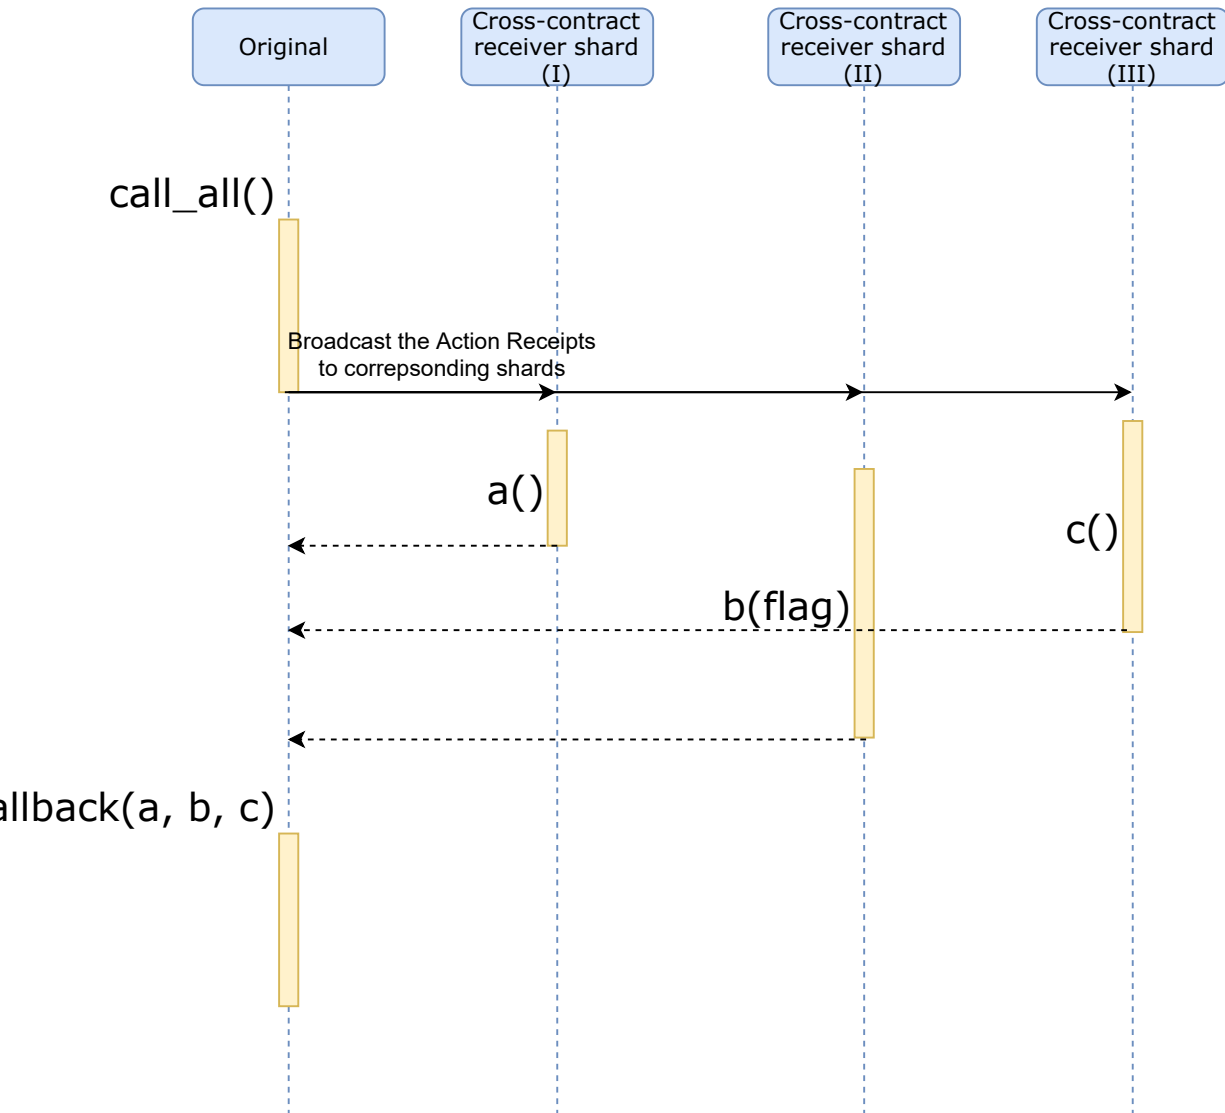 Original
Cross-contract
receiver shard
(I)
Cross-contract
receiver shard
(II)
Cross-contract
receiver shard
(III)
call_all()
Broadcast the Action Receipts
to correpsonding shards
a()
c()
b(flag)
allback(a, b, c)